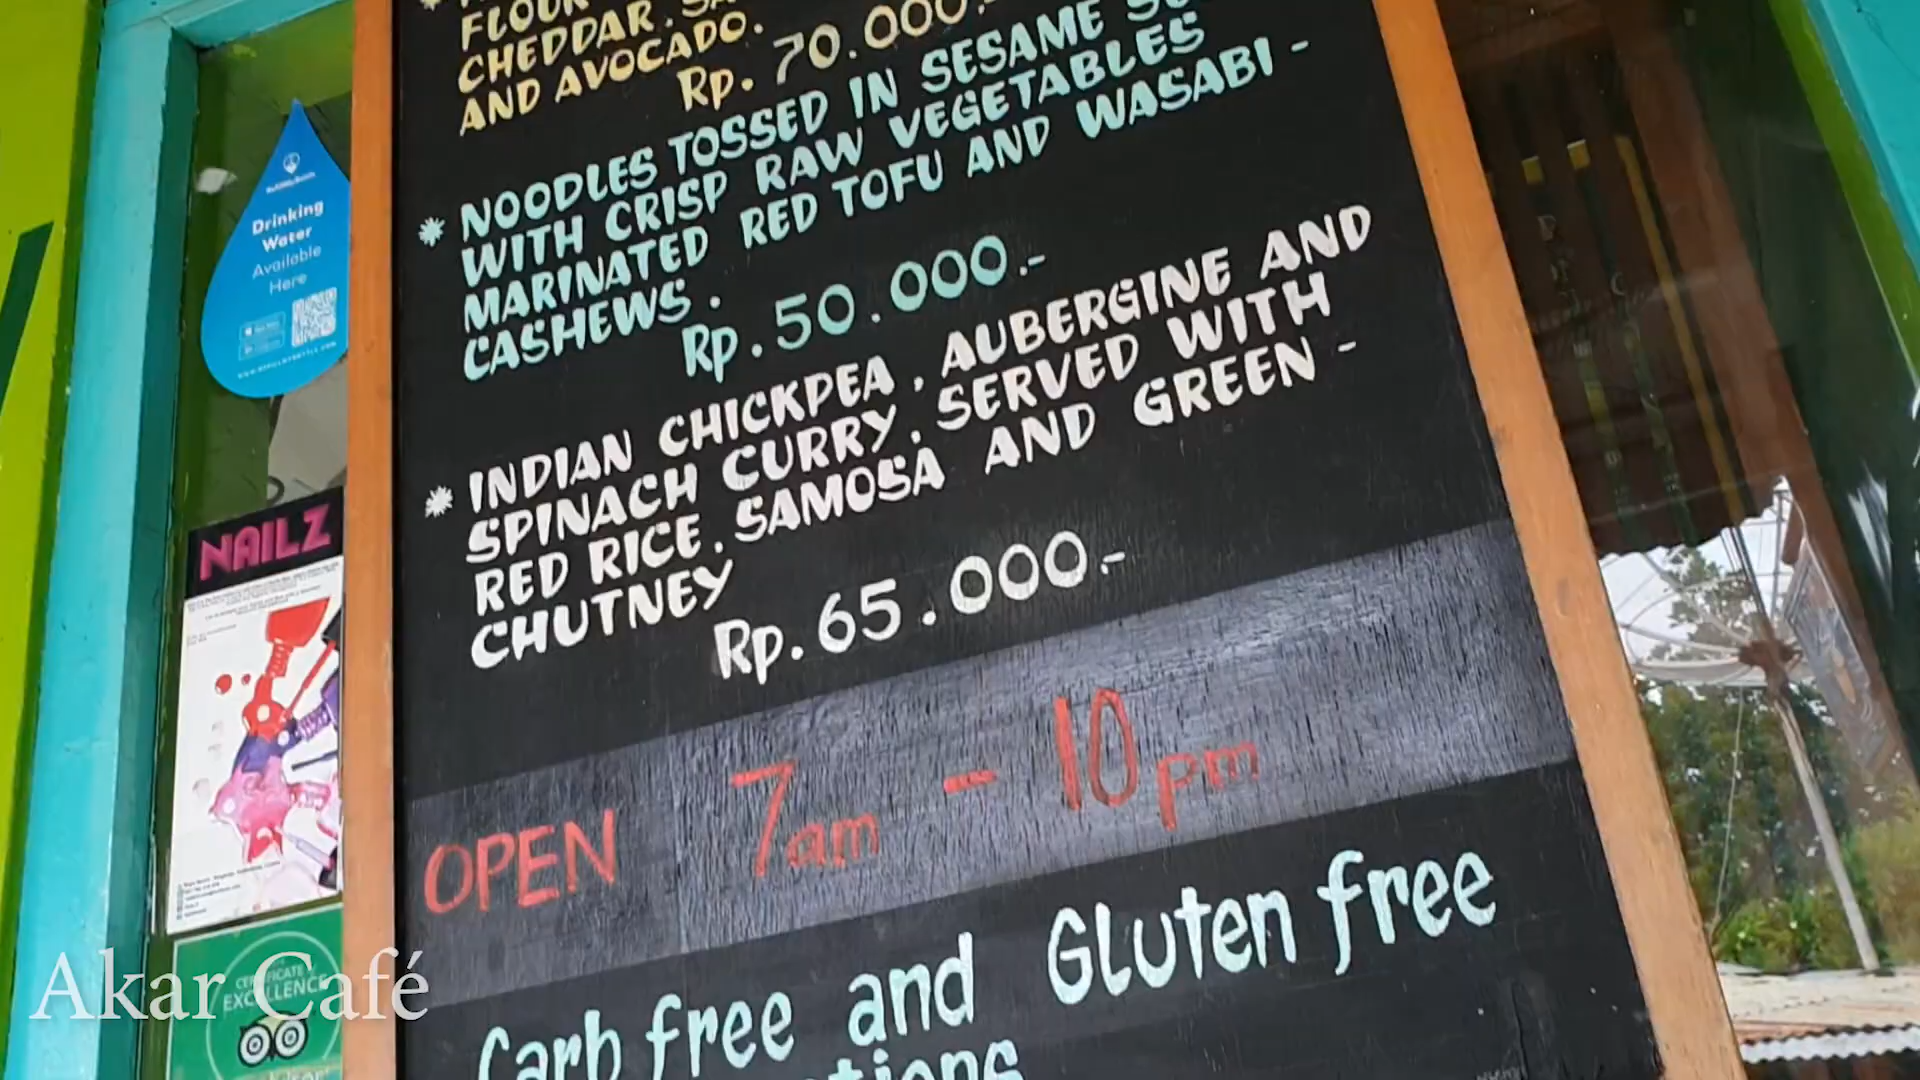 FLOUR
CHEDDAR.
AND AVOCADO.
Rp. 70.000.-
* NOODLES TOSSED IN SESAME
WITH CRISP RAW VEGETABLES
MARINATED RED TOFU AND WASABI -
CASHEWS.
Rp. 50.000.-
* INDIAN CHICKPEA, AUBERGINE AND
SPINACH CURRY. SERVED WITH
RED RICE. SAMOSA AND GREEN -
CHUTNEY
Rp. 65.000.-
OPEN 7am - 10pm
Carb free and Gluten free
Drinking
Water
Available
Here
NAILZ
CERTIFICATE of
EXCELLENCE
Akar Café